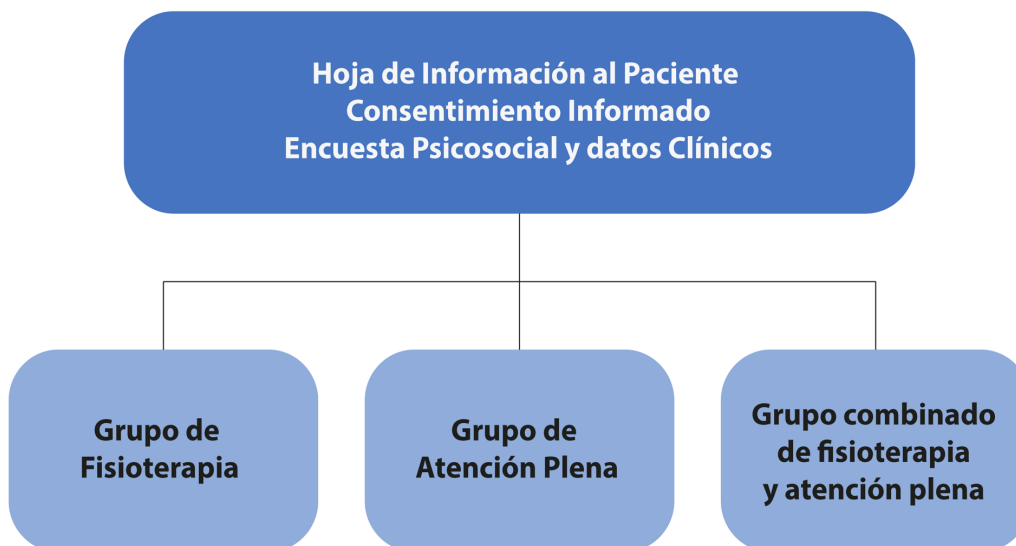 Hoja de Información al Paciente
Consentimiento Informado
Encuesta Psicosocial y datos Clínicos
Grupo de
Fisioterapia
Grupo de
Atención Plena
Grupo combinado
de fisioterapia
y atención plena